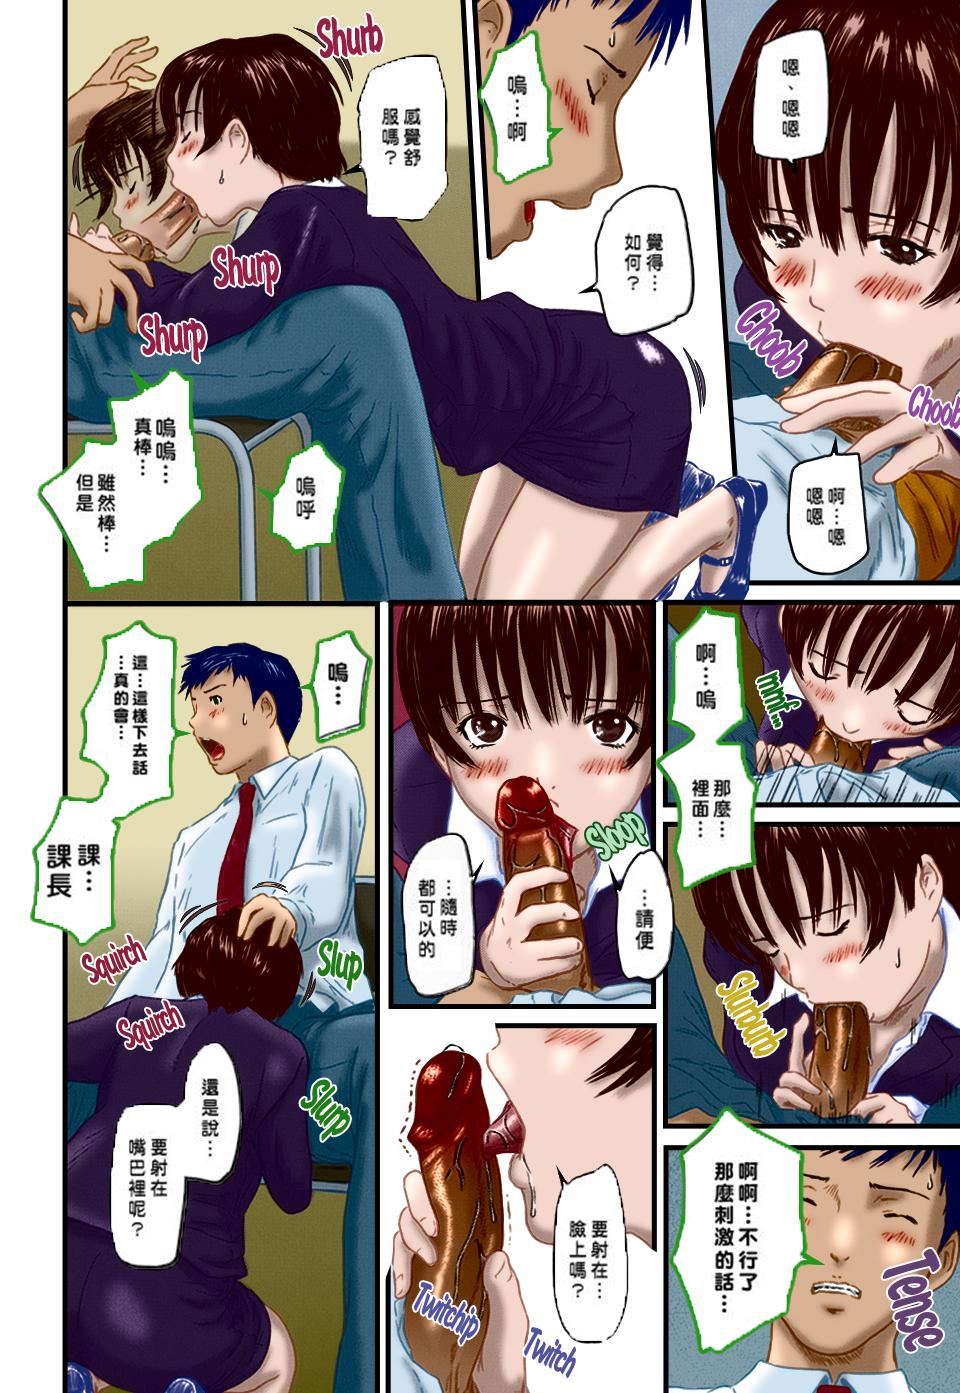 嗯、嗯嗯
Choob
Choob
啊…嗯
嗯嗯
嗚…啊
覺得…
如何？
Shurb
感覺舒
服嗎？
Shurp
Shurp
嗚嗚…
真棒…
雖然棒…
但是
嗚呼
啊…嗚
mmf...
那麼…
裡面…
Slurburb
啊啊…不行了
那麼刺激的話…
Tense
Sloop
…請便
…隨時
都可以的
要射在…
臉上嗎？
Twitchip
Twitch
嗚…
這…這樣下去話
…真的會…
課…
課長
Squirch
Squirch
Slup
Slurp
還是說…
要射在
嘴巴裡呢？